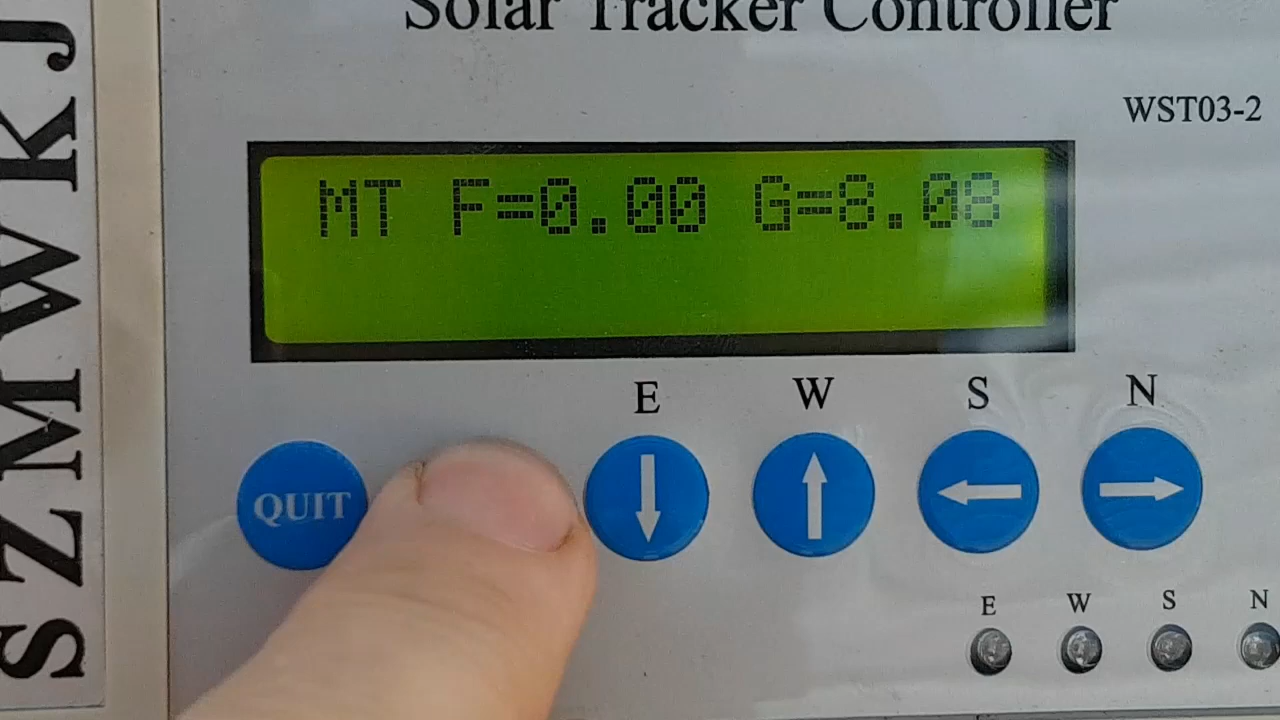 Solar Tracker Controller
WST03-2
SZMWKJ
MT F=0.00 G=8.08
E W S N
QUIT
E W S N